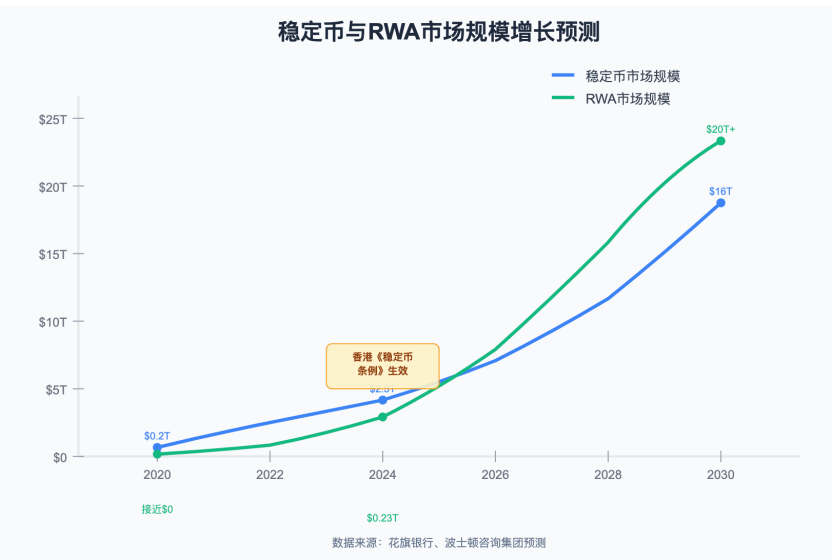 稳定币与RWA市场规模增长预测
稳定币市场规模
RWA市场规模
$25T
$20T+
$20T
$16T
$15T
$10T
香港《稳定币
条例》生效
$5T
$0.2T
$0
2020
2022
2024
2026
2028
2030
接近$0
$0.23T
数据来源：花旗银行、波士顿咨询集团预测